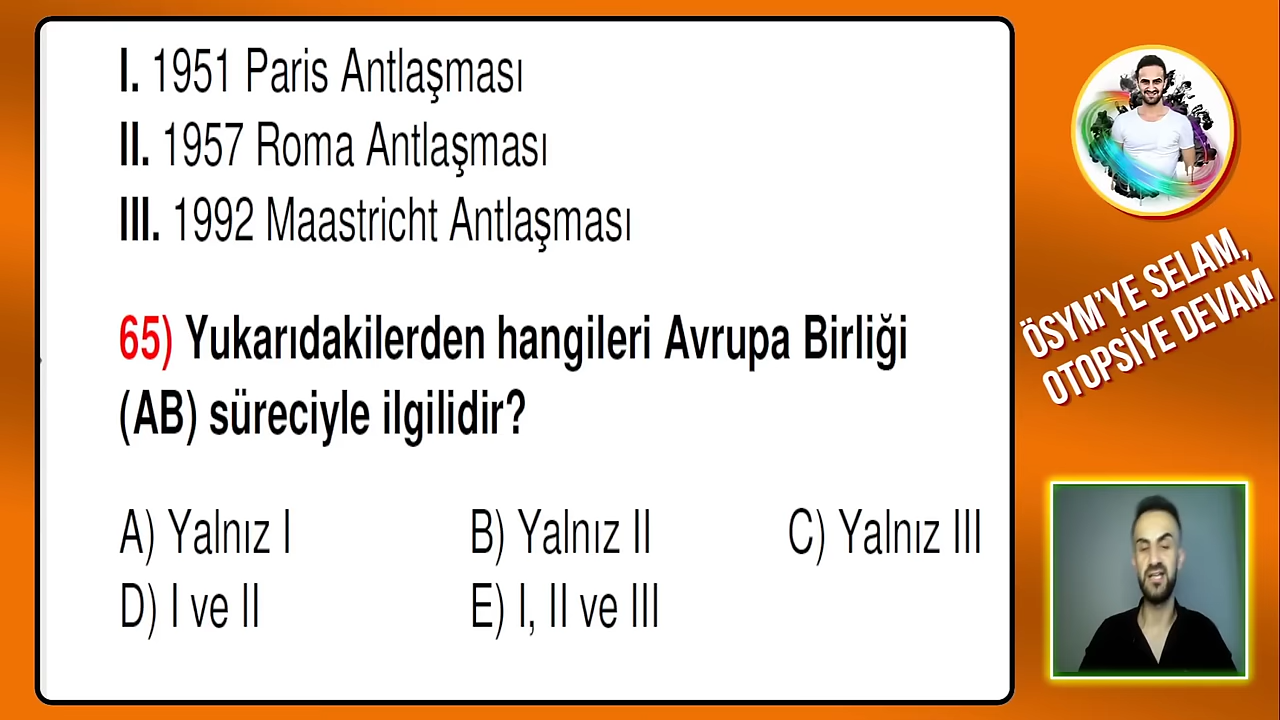 I. 1951 Paris Antlaşması
II. 1957 Roma Antlaşması
III. 1992 Maastricht Antlaşması
65) Yukarıdakilerden hangileri Avrupa Birliği
(AB) süreciyle ilgilidir?
A) Yalnız I B) Yalnız II C) Yalnız III
D) I ve II E) I, II ve III
ÖSYM'YE SELAM,
OTOPSİYE DEVAM